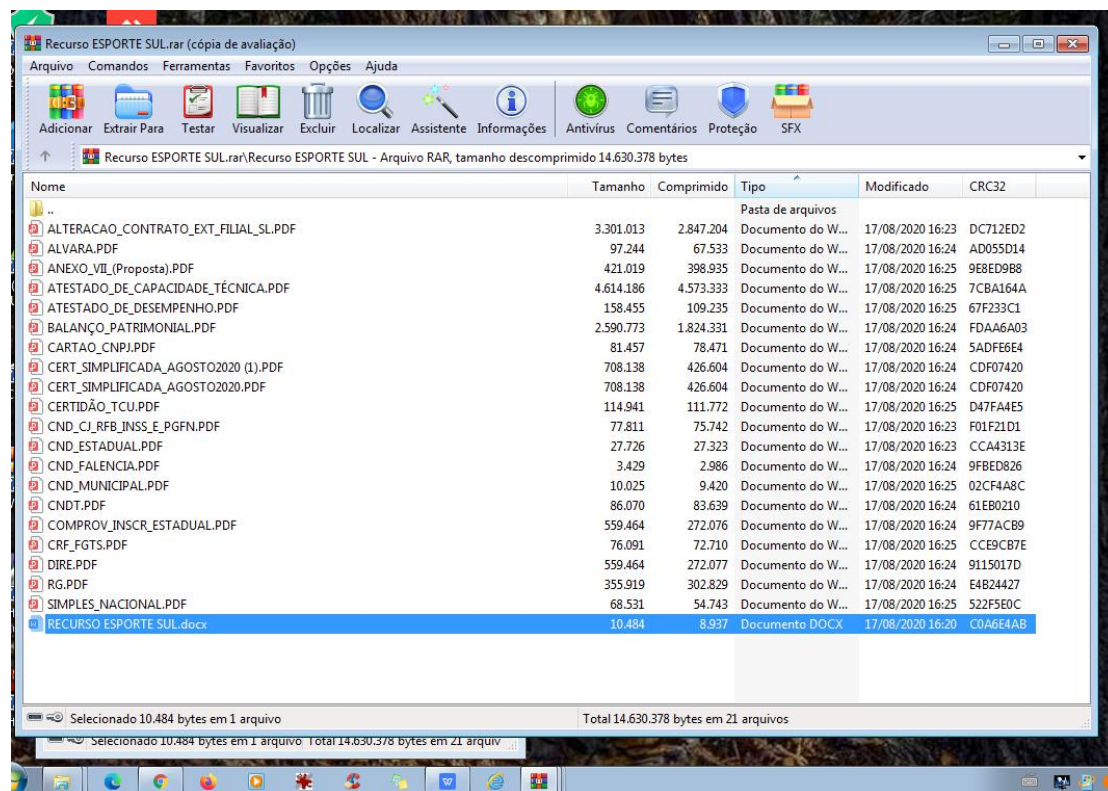 Recurso ESPORTE SUL.rar (cópia de avaliação)
Arquivo Comandos Ferramentas Favoritos Opções Ajuda
Adicionar Extrair Para Testar Visualizar Excluir Localizar Assistente Informações Antivírus Comentários Proteção SFX
Recurso ESPORTE SUL.rar\Recurso ESPORTE SUL - Arquivo RAR, tamanho descomprimido 14.630.378 bytes
Nome Tamanho Comprimido Tipo Modificado CRC32
.. Pasta de arquivos
ALTERACAO_CONTRATO_EXT_FILIAL_SL.PDF 3.301.013 2.847.204 Documento do W... 17/08/2020 16:23 DC712ED2
ALVARA.PDF 97.244 67.533 Documento do W... 17/08/2020 16:24 AD055D14
ANEXO_VII_(Proposta).PDF 421.019 398.935 Documento do W... 17/08/2020 16:25 9E8ED9B8
ATESTADO_DE_CAPACIDADE_TÉCNICA.PDF 4.614.186 4.573.333 Documento do W... 17/08/2020 16:25 7CBA164A
ATESTADO_DE_DESEMPENHO.PDF 158.455 109.235 Documento do W... 17/08/2020 16:25 67F233C1
BALANÇO_PATRIMONIAL.PDF 2.590.773 1.824.331 Documento do W... 17/08/2020 16:24 FDAA6A03
CARTAO_CNPJ.PDF 81.457 78.471 Documento do W... 17/08/2020 16:24 5ADFE6E4
CERT_SIMPLIFICADA_AGOSTO2020 (1).PDF 708.138 426.604 Documento do W... 17/08/2020 16:24 CDF07420
CERT_SIMPLIFICADA_AGOSTO2020.PDF 708.138 426.604 Documento do W... 17/08/2020 16:24 CDF07420
CERTIDÃO_TCU.PDF 114.941 111.772 Documento do W... 17/08/2020 16:25 D47FA4E5
CND_CJ_RFB_INSS_E_PGFN.PDF 77.811 75.742 Documento do W... 17/08/2020 16:23 F01F21D1
CND_ESTADUAL.PDF 27.726 27.323 Documento do W... 17/08/2020 16:23 CCA4313E
CND_FALENCIA.PDF 3.429 2.986 Documento do W... 17/08/2020 16:24 9FBED826
CND_MUNICIPAL.PDF 10.025 9.420 Documento do W... 17/08/2020 16:25 02CF4A8C
CNDT.PDF 86.070 83.639 Documento do W... 17/08/2020 16:24 61EB0210
COMPROV_INSCR_ESTADUAL.PDF 559.464 272.076 Documento do W... 17/08/2020 16:24 9F77ACB9
CRF_FGTS.PDF 76.091 72.710 Documento do W... 17/08/2020 16:25 CCE9CB7E
DIRE.PDF 559.464 272.077 Documento do W... 17/08/2020 16:24 9115017D
RG.PDF 355.919 302.829 Documento do W... 17/08/2020 16:24 E4B24427
SIMPLES_NACIONAL.PDF 68.531 54.743 Documento do W... 17/08/2020 16:25 522F5E0C
RECURSO ESPORTE SUL.docx 10.484 8.937 Documento DOCX 17/08/2020 16:20 C0A6E4AB
Selecionado 10.484 bytes em 1 arquivo Total 14.630.378 bytes em 21 arquivos
Selecionado 10.484 bytes em 1 arquivo Total 14.630.378 bytes em 21 arquiv